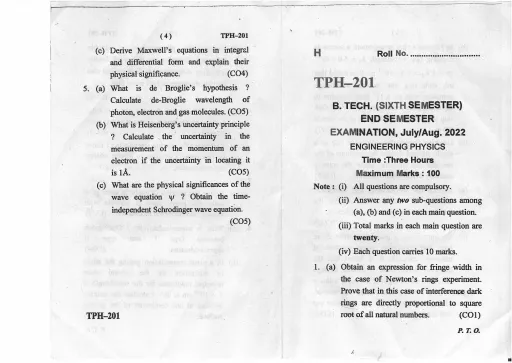 ( 4 )
TPH-201
(c) Derive Maxwell's equations in integral
and differential form and explain their
physical significance. (CO4)
5. (a) What is de Broglie's hypothesis ?
Calculate de-Broglie wavelength of
photon, electron and gas molecules. (CO5)
(b) What is Heisenberg's uncertainty principle
? Calculate the uncertainty in the
measurement of the momentum of an
electron if the uncertainty in locating it
is 1Å. (CO5)
(c) What are the physical significances of the
wave equation ψ ? Obtain the time-
independent Schrodinger wave equation.
(CO5)
TPH-201
H
Roll No. ..............................
TPH-201
B. TECH. (SIXTH SEMESTER)
END SEMESTER
EXAMINATION, July/Aug. 2022
ENGINEERING PHYSICS
Time :Three Hours
Maximum Marks : 100
Note : (i) All questions are compulsory.
(ii) Answer any two sub-questions among
(a), (b) and (c) in each main question.
(iii) Total marks in each main question are
twenty.
(iv) Each question carries 10 marks.
1. (a) Obtain an expression for fringe width in
the case of Newton's rings experiment.
Prove that in this case of interference dark
rings are directly proportional to square
root of all natural numbers. (CO1)
P. T. O.